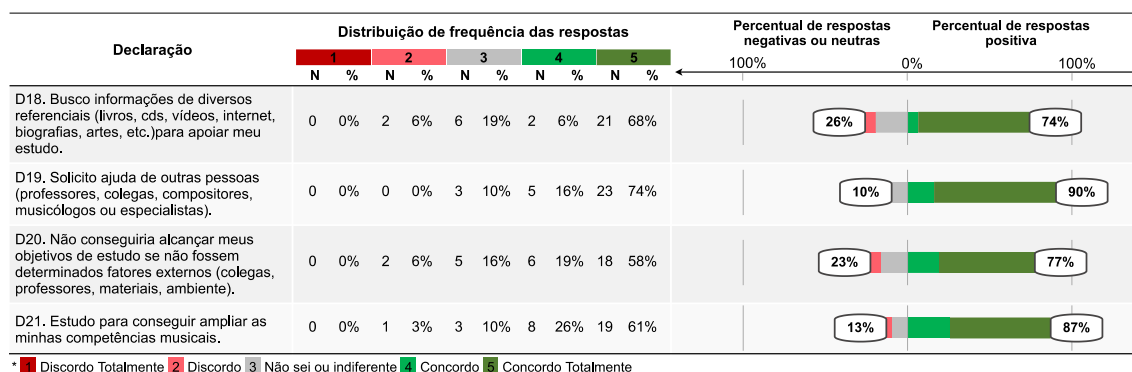 Declaração
Distribuição de frequência das respostas
Percentual de respostas negativas ou neutras
Percentual de respostas positiva
1 2 3 4 5
N % N % N % N % N %
100% 0% 100%
D18. Busco informações de diversos
referenciais (livros, cds, vídeos, internet,
biografias, artes, etc.)para apoiar meu
estudo.
0 0% 2 6% 6 19% 2 6% 21 68%
26% 74%
D19. Solicito ajuda de outras pessoas
(professores, colegas, compositores,
musicólogos ou especialistas).
0 0% 0 0% 3 10% 5 16% 23 74%
10% 90%
D20. Não conseguiria alcançar meus
objetivos de estudo se não fossem
determinados fatores externos (colegas,
professores, materiais, ambiente).
0 0% 2 6% 5 16% 6 19% 18 58%
23% 77%
D21. Estudo para conseguir ampliar as
minhas competências musicais.
0 0% 1 3% 3 10% 8 26% 19 61%
13% 87%
* 1 Discordo Totalmente 2 Discordo 3 Não sei ou indiferente 4 Concordo 5 Concordo Totalmente